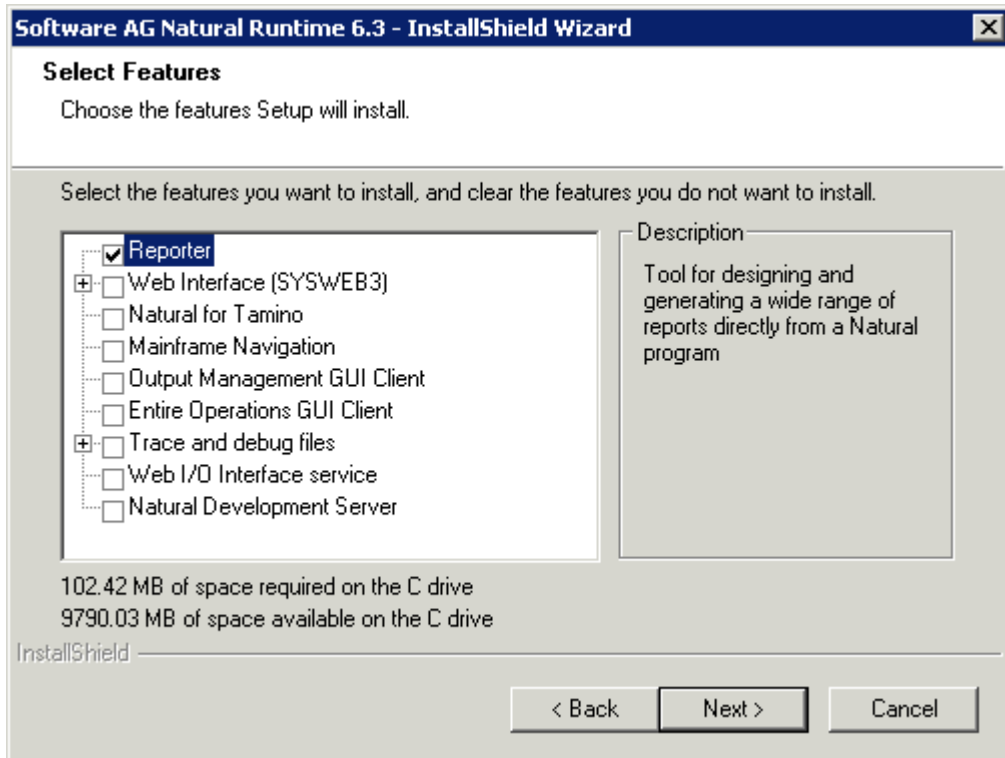 Software AG Natural Runtime 6.3 - InstallShield Wizard
Select Features
Choose the features Setup will install.
Select the features you want to install, and clear the features you do not want to install.
Reporter
Web Interface (SYSWEB3)
Natural for Tamino
Mainframe Navigation
Output Management GUI Client
Entire Operations GUI Client
Trace and debug files
Web I/O Interface service
Natural Development Server
Description
Tool for designing and
generating a wide range of
reports directly from a Natural
program
102.42 MB of space required on the C drive
9790.03 MB of space available on the C drive
InstallShield
< Back
Next >
Cancel